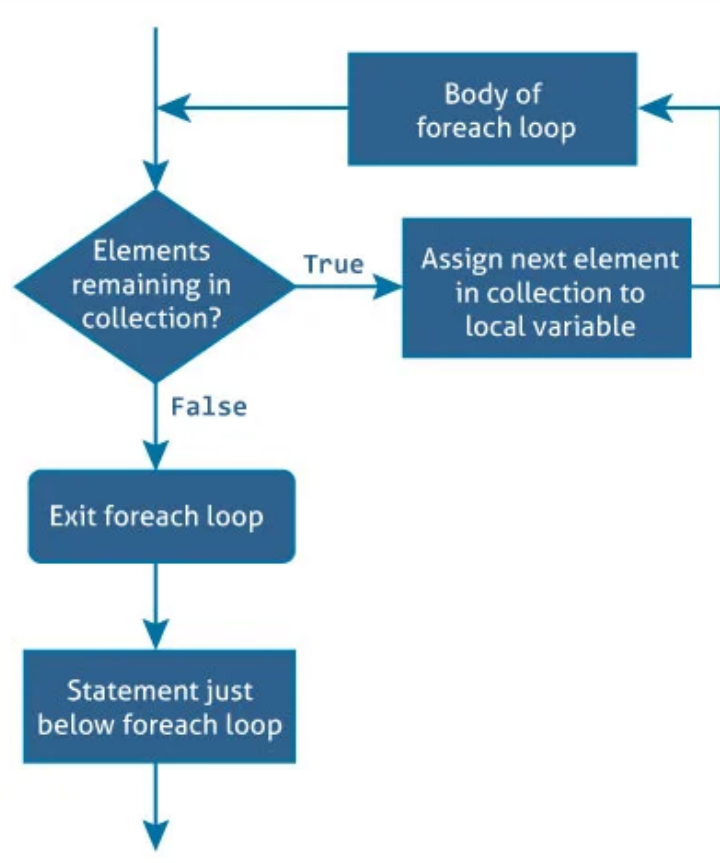 Body of
foreach loop
Elements
remaining in
collection?
True
Assign next element
in collection to
local variable
False
Exit foreach loop
Statement just
below foreach loop